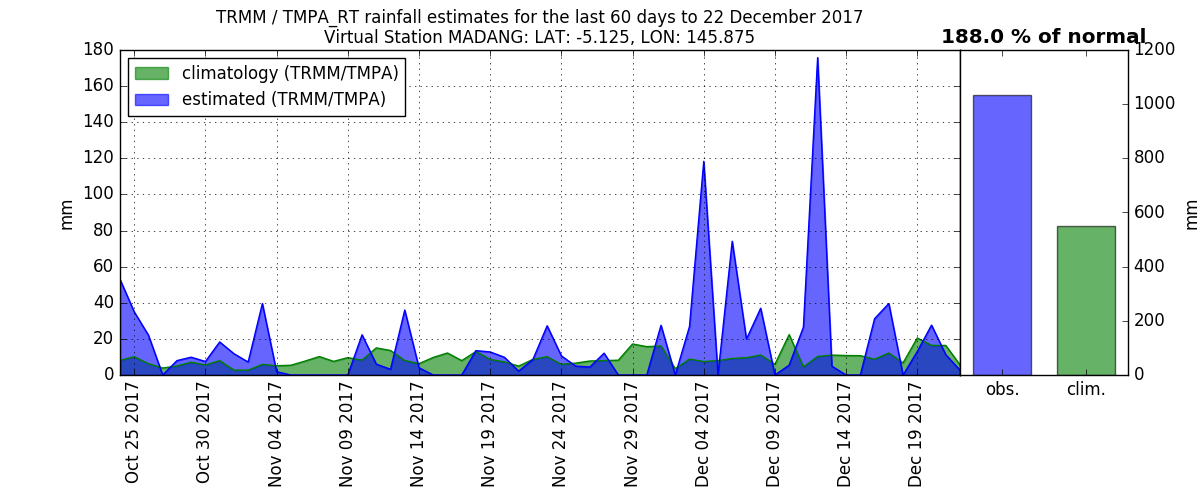 TRMM / TMPA_RT rainfall estimates for the last 60 days to 22 December 2017
Virtual Station MADANG: LAT: -5.125, LON: 145.875
188.0 % of normal
climatology (TRMM/TMPA)
estimated (TRMM/TMPA)
180
160
140
120
100
80
60
40
20
0
mm
1200
1000
800
600
400
200
0
mm
Oct 25 2017
Oct 30 2017
Nov 04 2017
Nov 09 2017
Nov 14 2017
Nov 19 2017
Nov 24 2017
Nov 29 2017
Dec 04 2017
Dec 09 2017
Dec 14 2017
Dec 19 2017
obs.
clim.